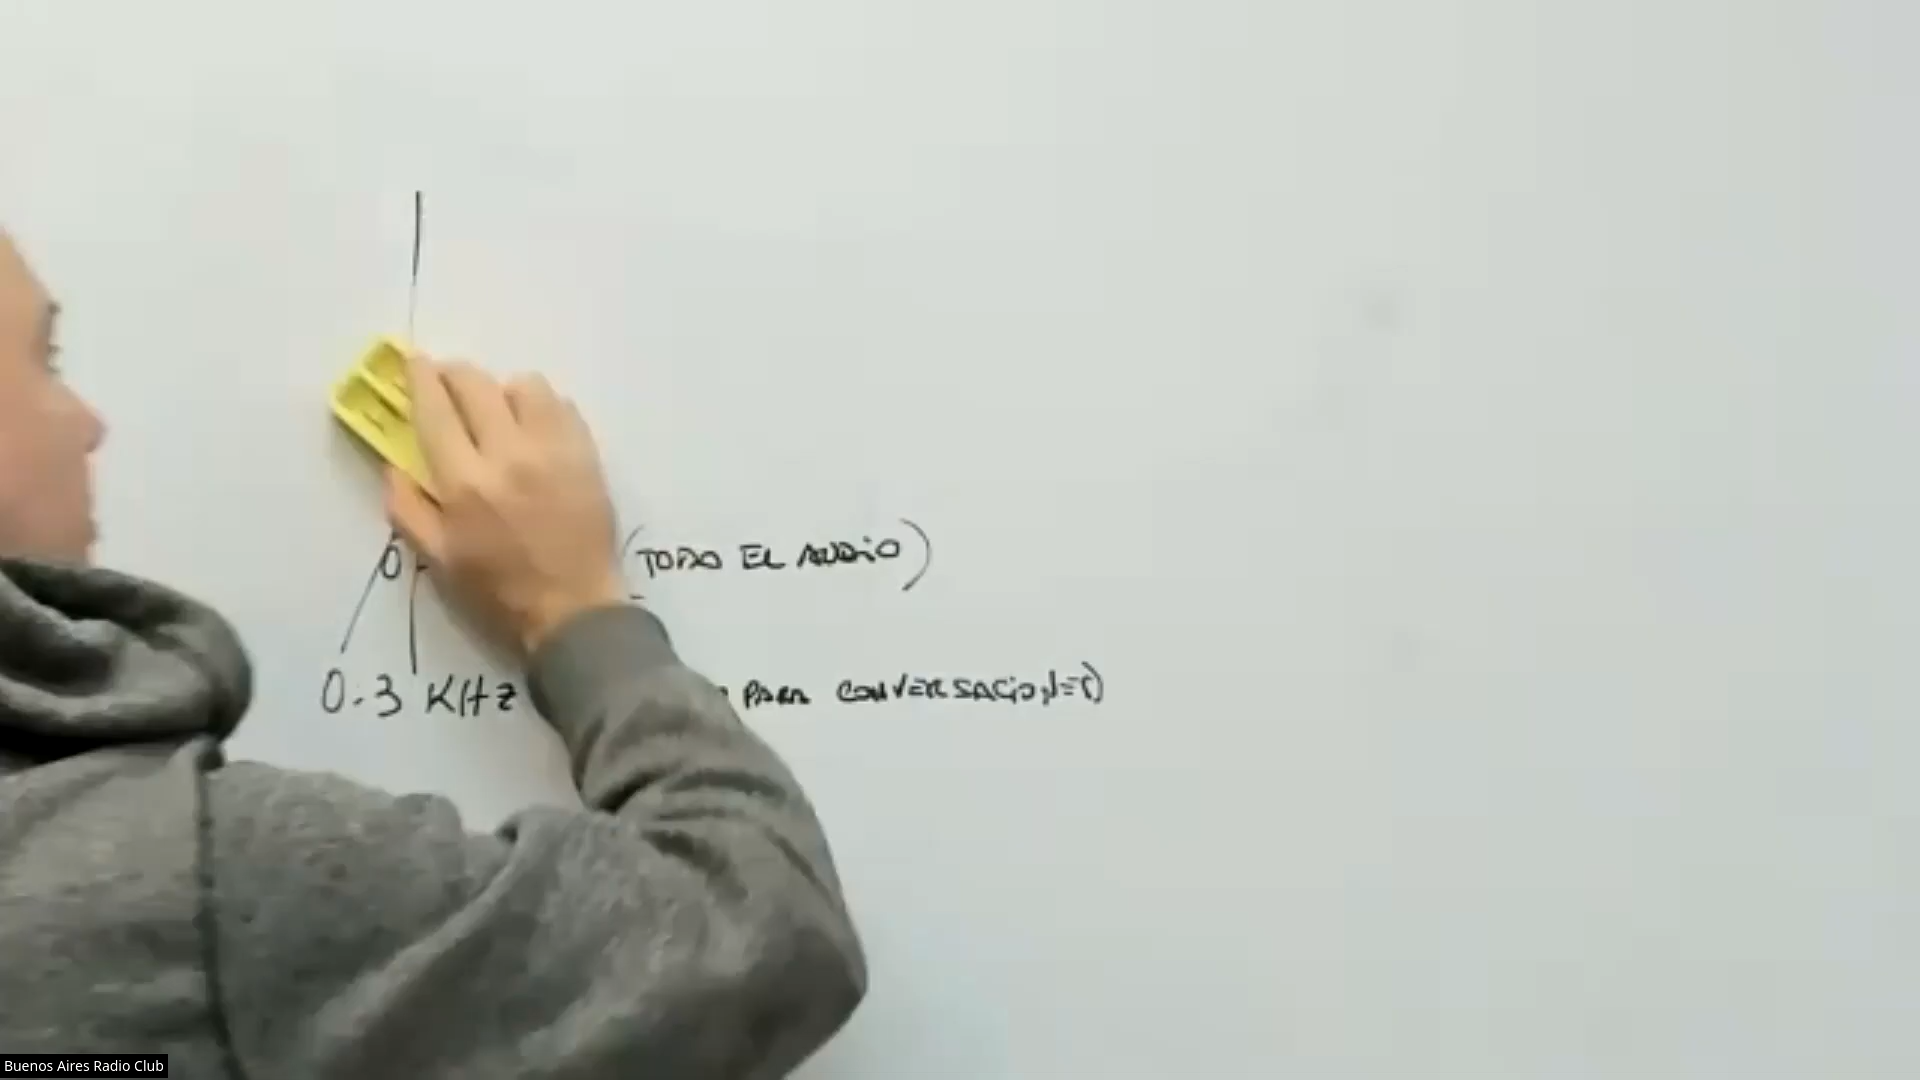 0. (TODO EL AUDIO)
0.3 KHz PARA CONVERSACIONES)
Buenos Aires Radio Club